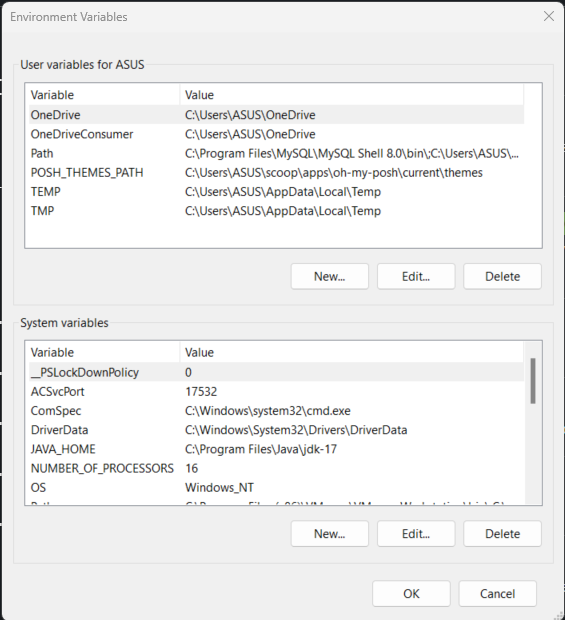 Environment Variables
User variables for ASUS
Variable Value
OneDrive C:\Users\ASUS\OneDrive
OneDriveConsumer C:\Users\ASUS\OneDrive
Path C:\Program Files\MySQL\MySQL Shell 8.0\bin\;C:\Users\ASUS\...
POSH_THEMES_PATH C:\Users\ASUS\scoop\apps\oh-my-posh\current\themes
TEMP C:\Users\ASUS\AppData\Local\Temp
TMP C:\Users\ASUS\AppData\Local\Temp
New... Edit... Delete
System variables
Variable Value
__PSLockDownPolicy 0
ACSvcPort 17532
ComSpec C:\Windows\system32\cmd.exe
DriverData C:\Windows\System32\Drivers\DriverData
JAVA_HOME C:\Program Files\Java\jdk-17
NUMBER_OF_PROCESSORS 16
OS Windows_NT
New... Edit... Delete
OK Cancel